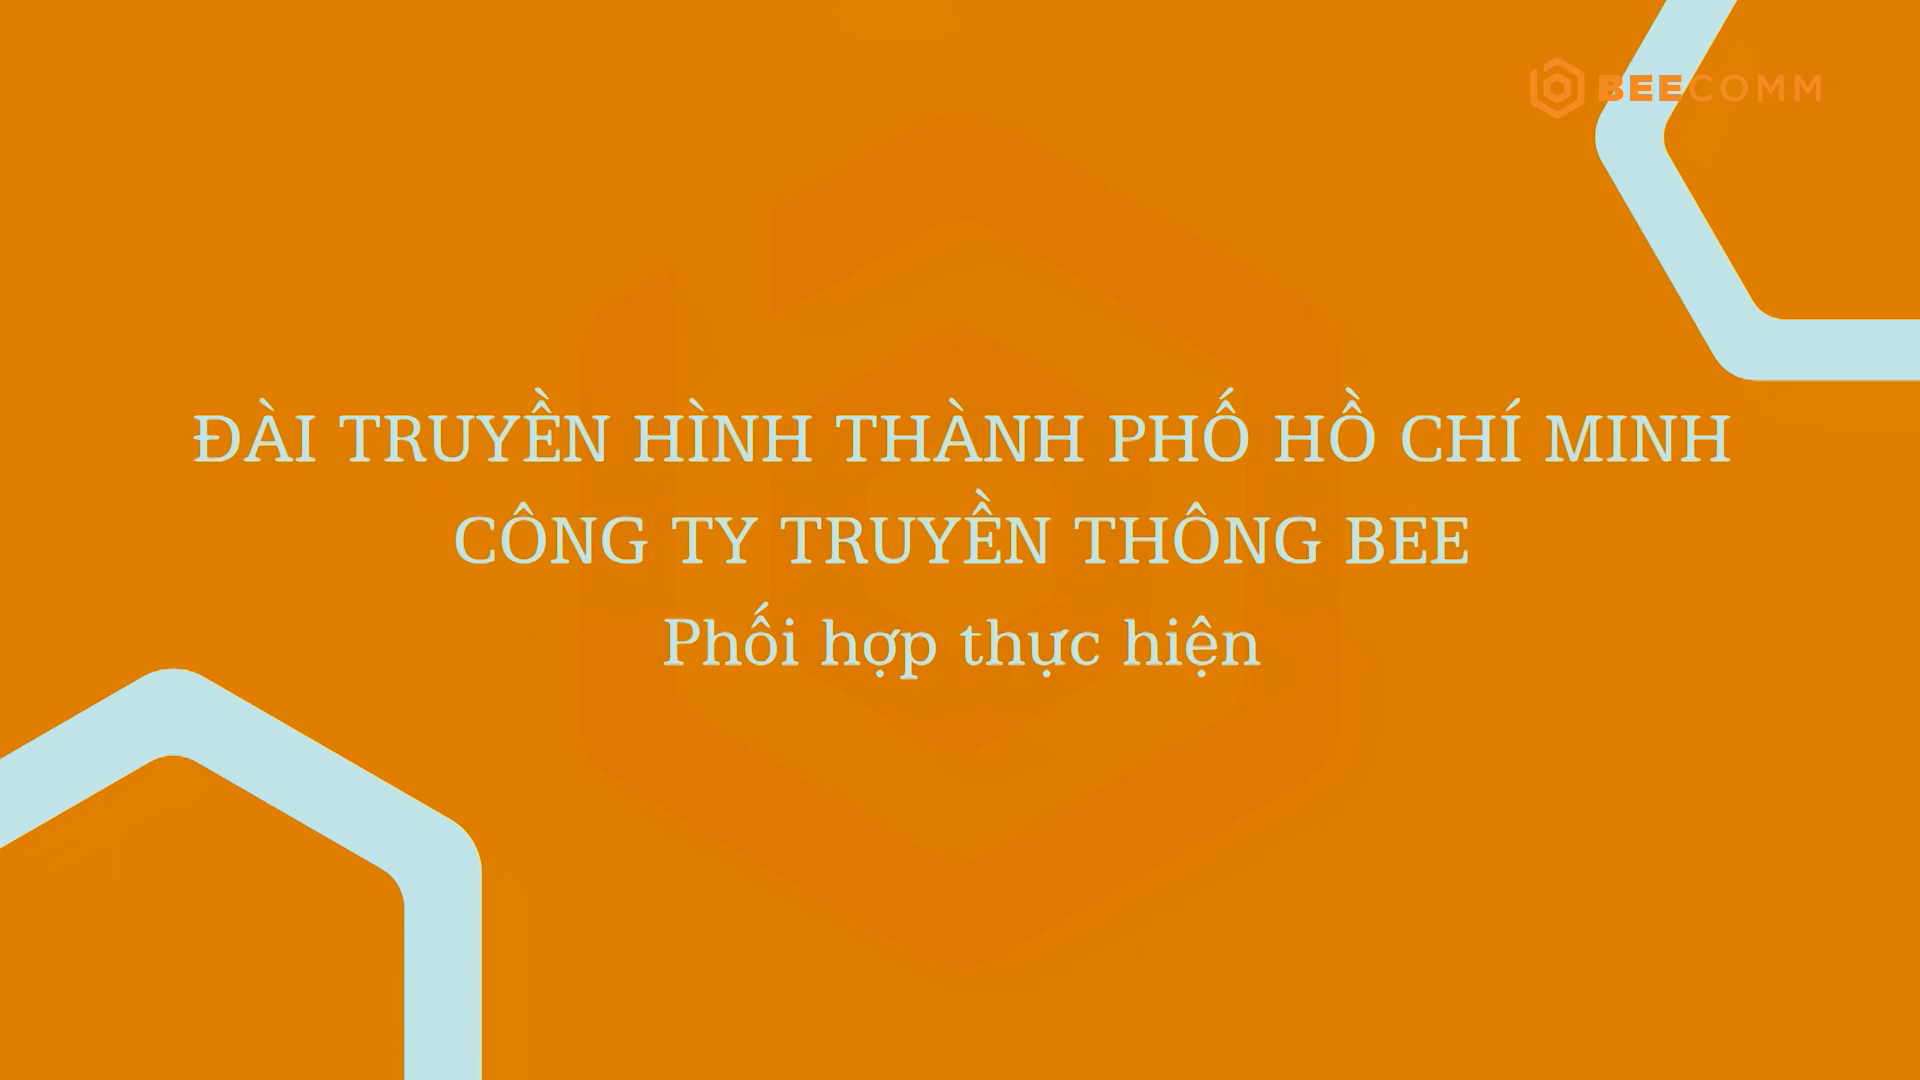 BEECOMM
ĐÀI TRUYỀN HÌNH THÀNH PHỐ HỒ CHÍ MINH
CÔNG TY TRUYỀN THÔNG BEE
Phối hợp thực hiện